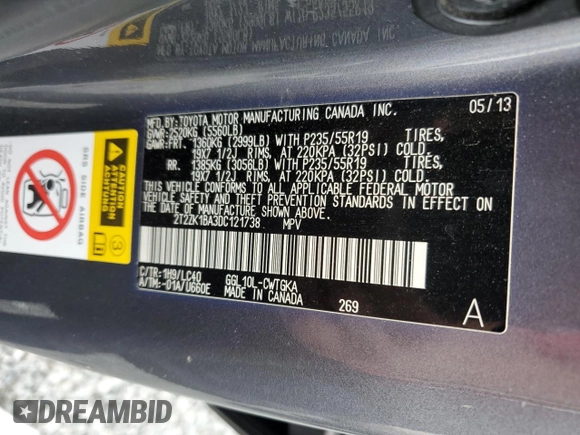 MFD.BY:TOYOTA MOTOR MANUFACTURING CANADA INC. 05/13
GVWR:2520KG (5560LB)
GAWR:FRT. 1360KG (2999LB) WITH P235/55R19 TIRES,
19X7 1/2J RIMS, AT 220KPA (32PSI) COLD.
RR. 1385KG (3056LB) WITH P235/55R19 TIRES,
19X7 1/2J RIMS, AT 220KPA (32PSI) COLD.
THIS VEHICLE CONFORMS TO ALL APPLICABLE FEDERAL MOTOR
VEHICLE SAFETY AND THEFT PREVENTION STANDARDS IN EFFECT
ON THE DATE OF MANUFACTURE SHOWN ABOVE.
2T2ZK1BA3DC121738 MPV
C/TR:1H9/LC40 GGL10L-CWTGKA
A/TM:-01A/U660E MADE IN CANADA 269
A
CAUTION
ATTENTION
SRS SIDE AIRBAG
3
DREAMBID